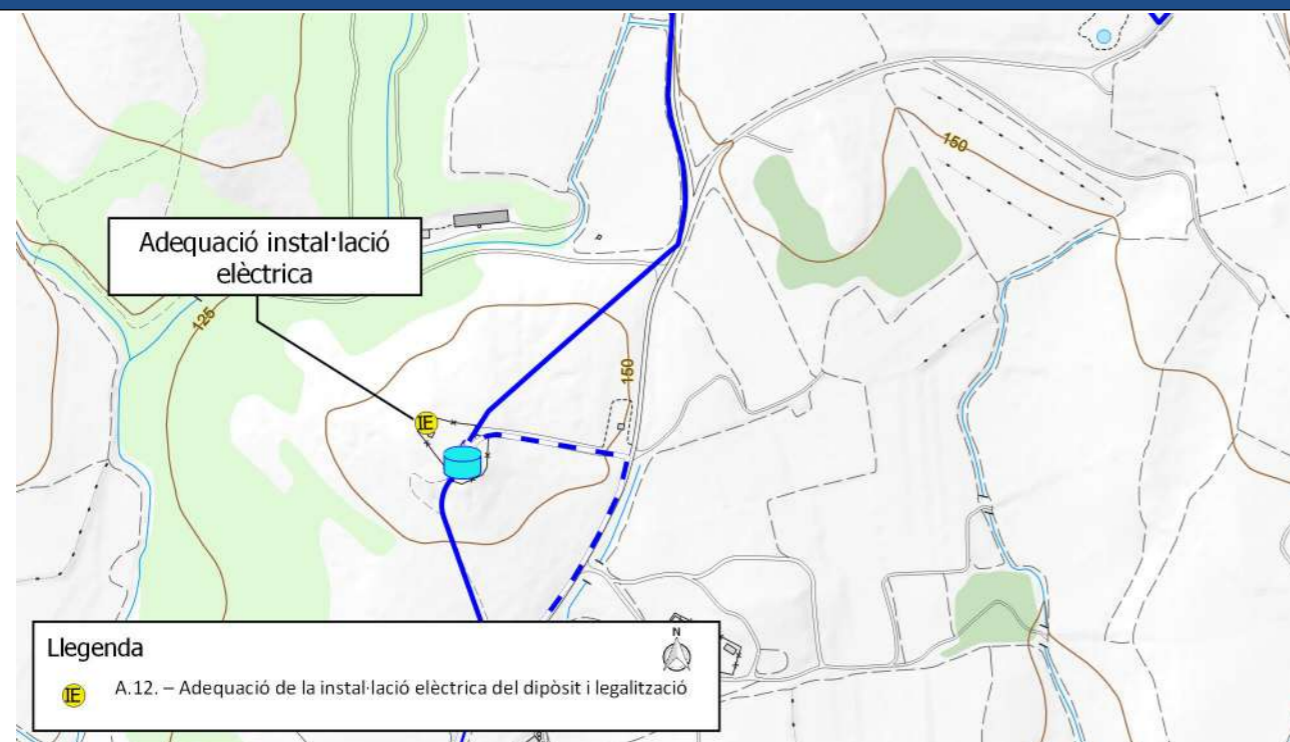 150
Adequació instal·lació
elèctrica
125
150
IE
Llegenda
N
IE A.12. – Adequació de la instal·lació elèctrica del dipòsit i legalització